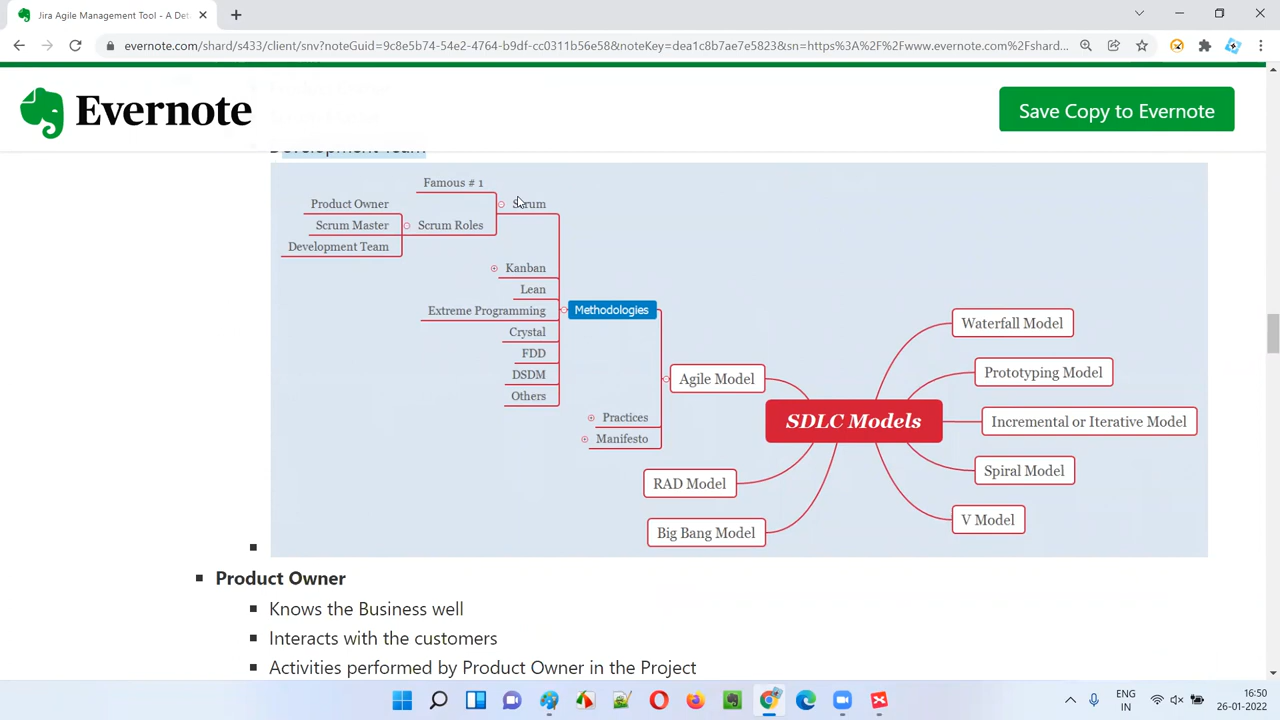 Jira Agile Management Tool - A Det
evernote.com/shard/s433/client/snv?noteGuid=9c8e5b74-54e2-4764-b9df-cc0311b56e58&noteKey=dea1c8b7ae7e5823&sn=https%3A%2F%2Fwww.evernote.com%2Fshard...
Evernote
Save Copy to Evernote
Development Team
Famous # 1
Product Owner
Scrum
Scrum Master
Scrum Roles
Development Team
Kanban
Lean
Extreme Programming
Methodologies
Crystal
FDD
DSDM
Others
Practices
Manifesto
Agile Model
SDLC Models
RAD Model
Big Bang Model
Waterfall Model
Prototyping Model
Incremental or Iterative Model
Spiral Model
V Model
Product Owner
Knows the Business well
Interacts with the customers
Activities performed by Product Owner in the Project
ENG
IN
16:50
26-01-2022